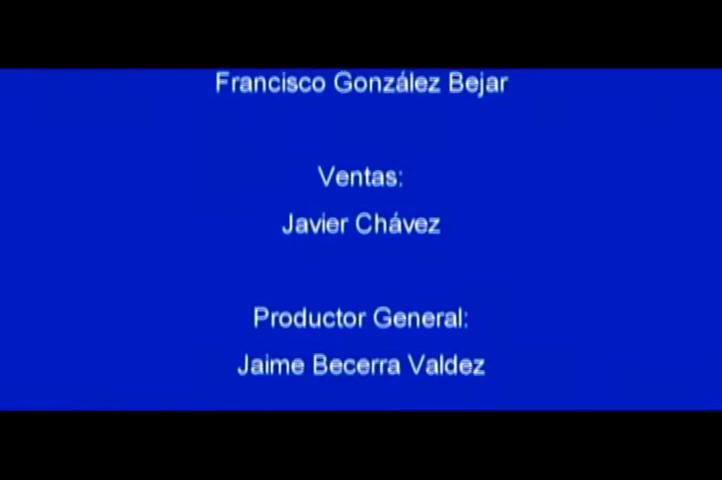 Francisco González Bejar
Ventas:
Javier Chávez
Productor General:
Jaime Becerra Valdez